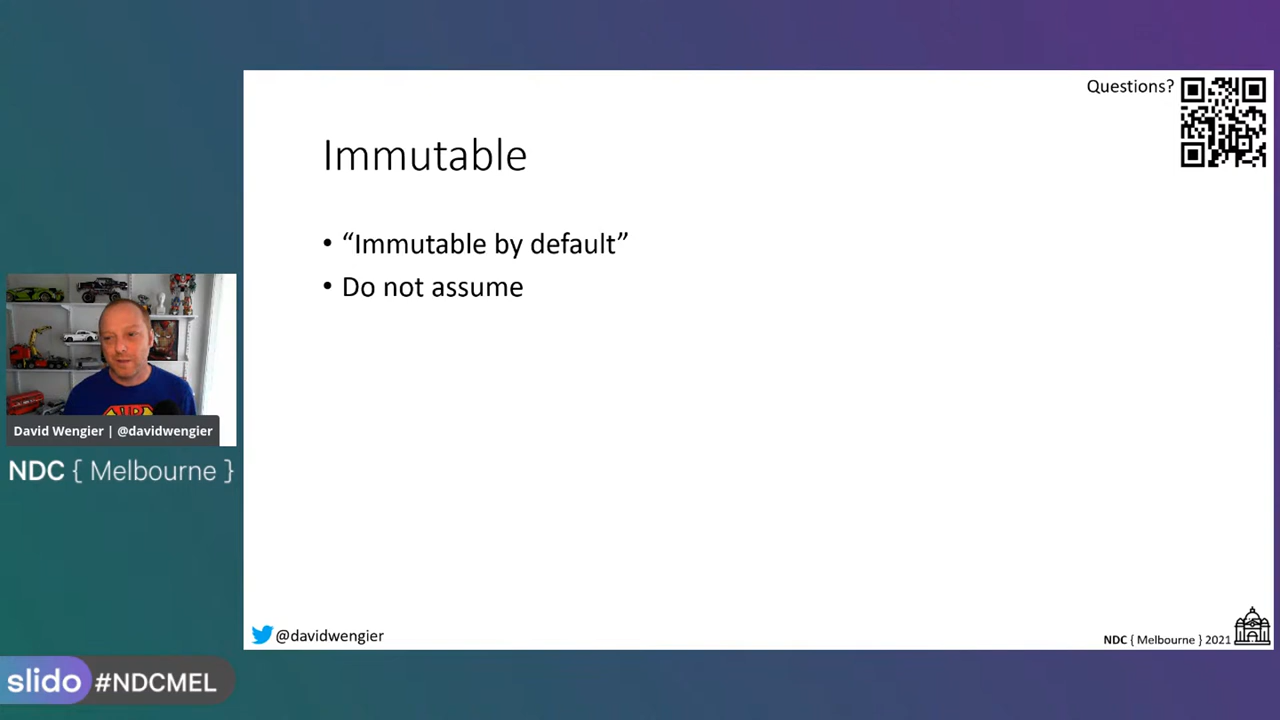 Questions?
Immutable
• “Immutable by default”
• Do not assume
David Wengier | @davidwengier
NDC { Melbourne }
@davidwengier
NDC { Melbourne } 2021
slido #NDCMEL